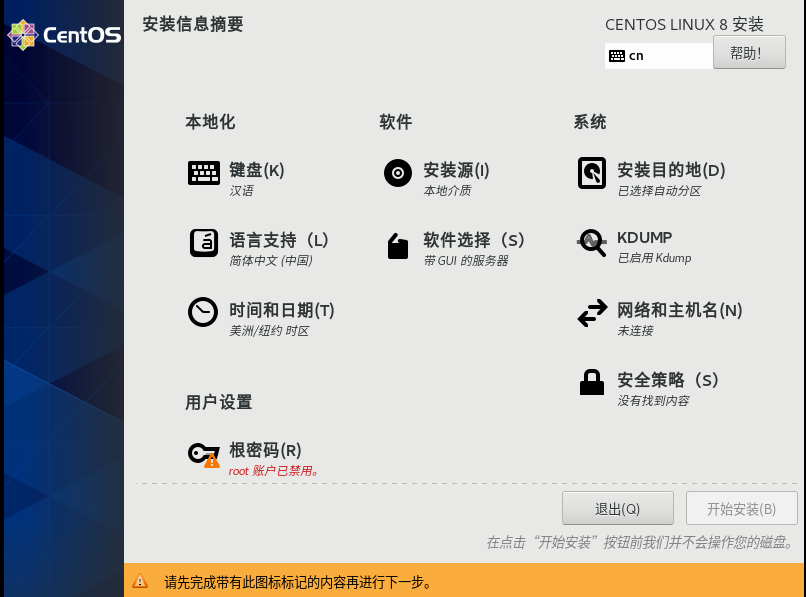 CentOS
安装信息摘要
CENTOS LINUX 8 安装
cn
帮助!
本地化
软件
系统
键盘(K)
汉语
安装源(I)
本地介质
安装目的地(D)
已选择自动分区
语言支持（L）
简体中文 (中国)
软件选择（S）
带 GUI 的服务器
KDUMP
已启用 Kdump
时间和日期(T)
美洲/纽约 时区
网络和主机名(N)
未连接
安全策略（S）
没有找到内容
用户设置
根密码(R)
root 账户已禁用。
退出(Q)
开始安装(B)
在点击“开始安装”按钮前我们并不会操作您的磁盘。
请先完成带有此图标标记的内容再进行下一步。